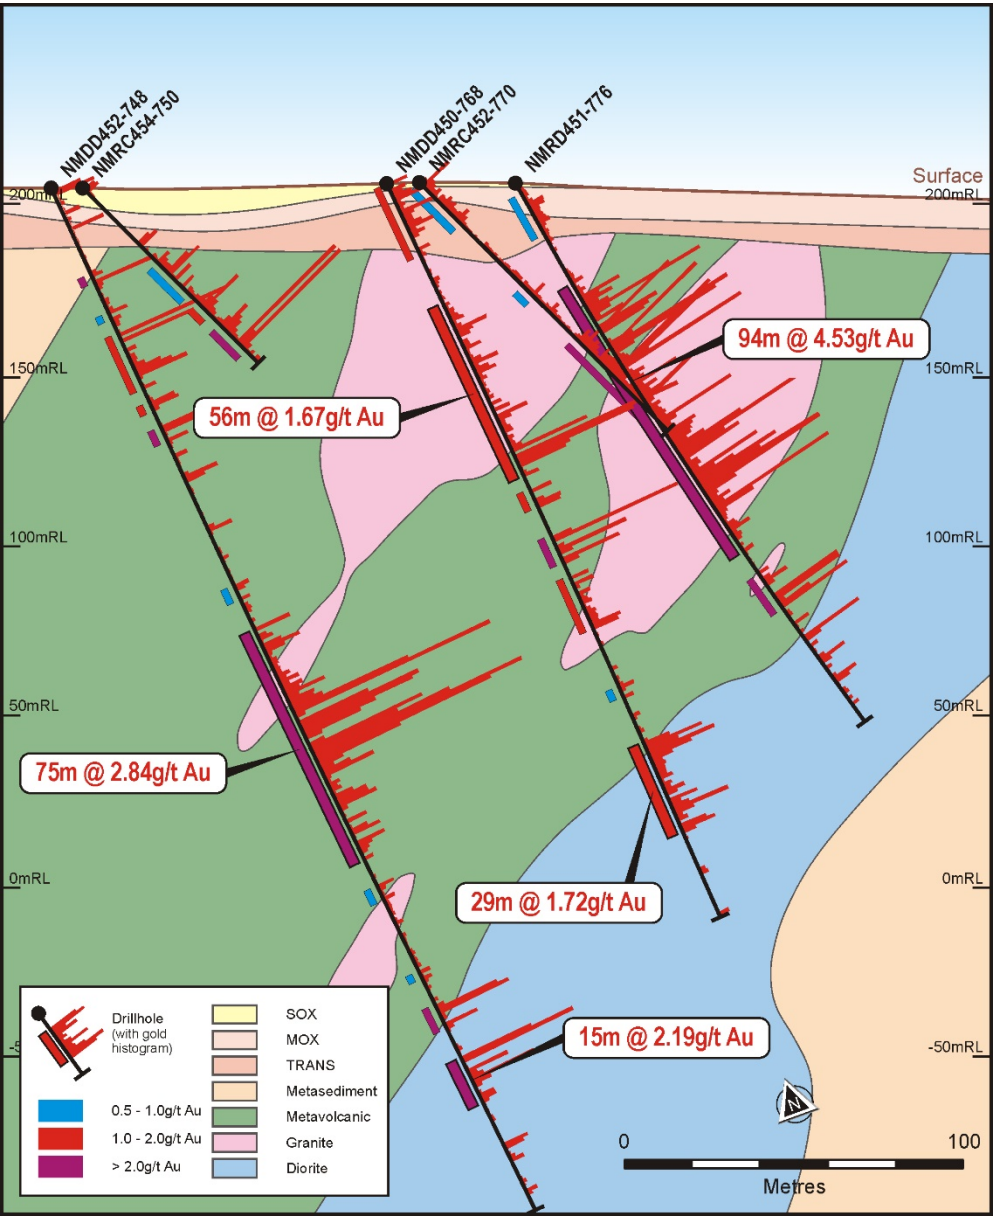 NMDD452-748
NMRC454-750
NMDD450-768
NMRC452-770
NMRD451-776
Surface
200mRL
200mRL
94m @ 4.53g/t Au
150mRL
150mRL
56m @ 1.67g/t Au
100mRL
100mRL
50mRL
50mRL
75m @ 2.84g/t Au
0mRL
0mRL
29m @ 1.72g/t Au
15m @ 2.19g/t Au
-5
-50mRL
Drillhole
(with gold
histogram)
0.5 - 1.0g/t Au
1.0 - 2.0g/t Au
> 2.0g/t Au
SOX
MOX
TRANS
Metasediment
Metavolcanic
Granite
Diorite
N
0
100
Metres